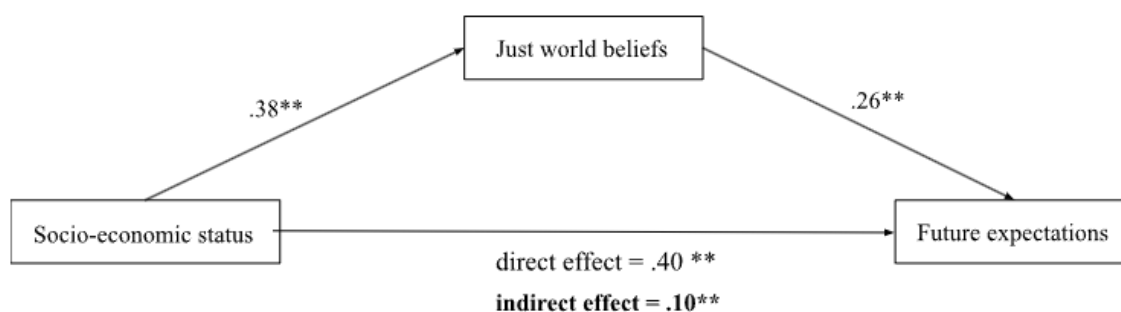 Just world beliefs
.38**
.26**
Socio-economic status
Future expectations
direct effect = .40 **
indirect effect = .10**